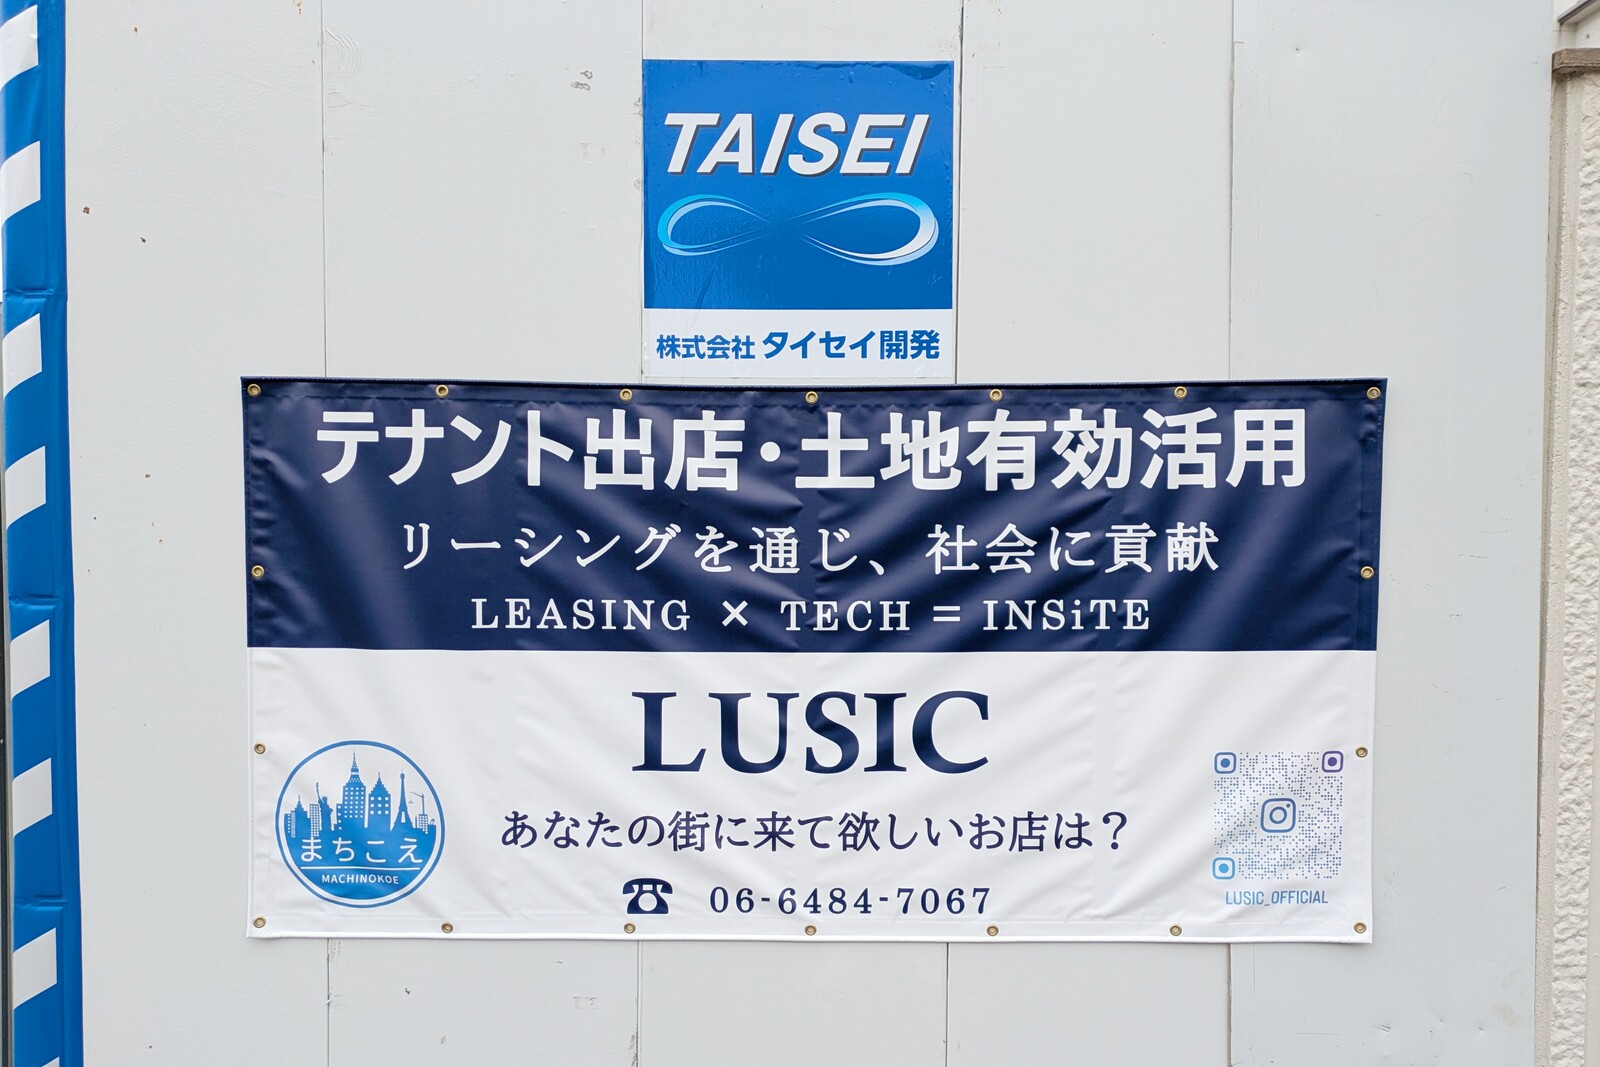 TAISEI
株式会社 タイセイ開発
テナント出店・土地有効活用
リーシングを通じ、社会に貢献
LEASING × TECH = INSiTE
LUSIC
あなたの街に来て欲しいお店は？
06-6484-7067
まちこえ
MACHINOKOE
LUSIC_OFFICIAL